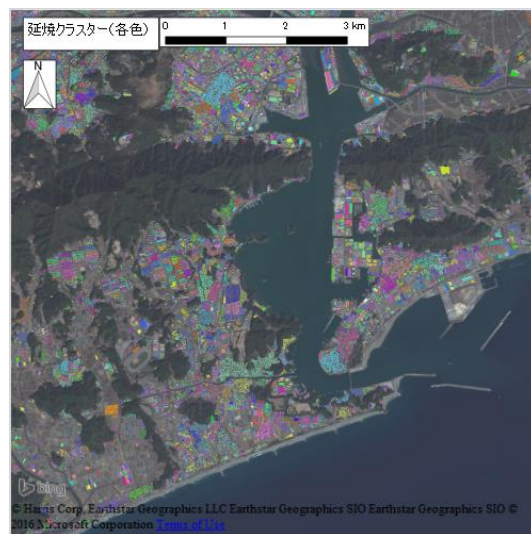 延焼クラスター(各色)
0 1 2 3 km
N
bing
© Harris Corp, Earthstar Geographics LLC Earthstar Geographics SIO Earthstar Geographics SIO ©
2016 Microsoft Corporation Terms of Use